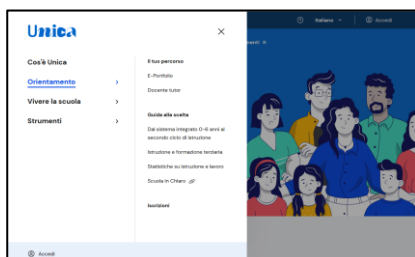 Unica
Italiano
Accedi
Cos'è Unica
Orientamento
Vivere la scuola
Strumenti
Il tuo percorso
E-Portfolio
Docente tutor
Guida alla scelta
Dal sistema integrato 0-6 anni al
secondo ciclo di istruzione
Istruzione e formazione terziaria
Statistiche su istruzione e lavoro
Scuola in Chiaro
Iscrizioni
Accedi